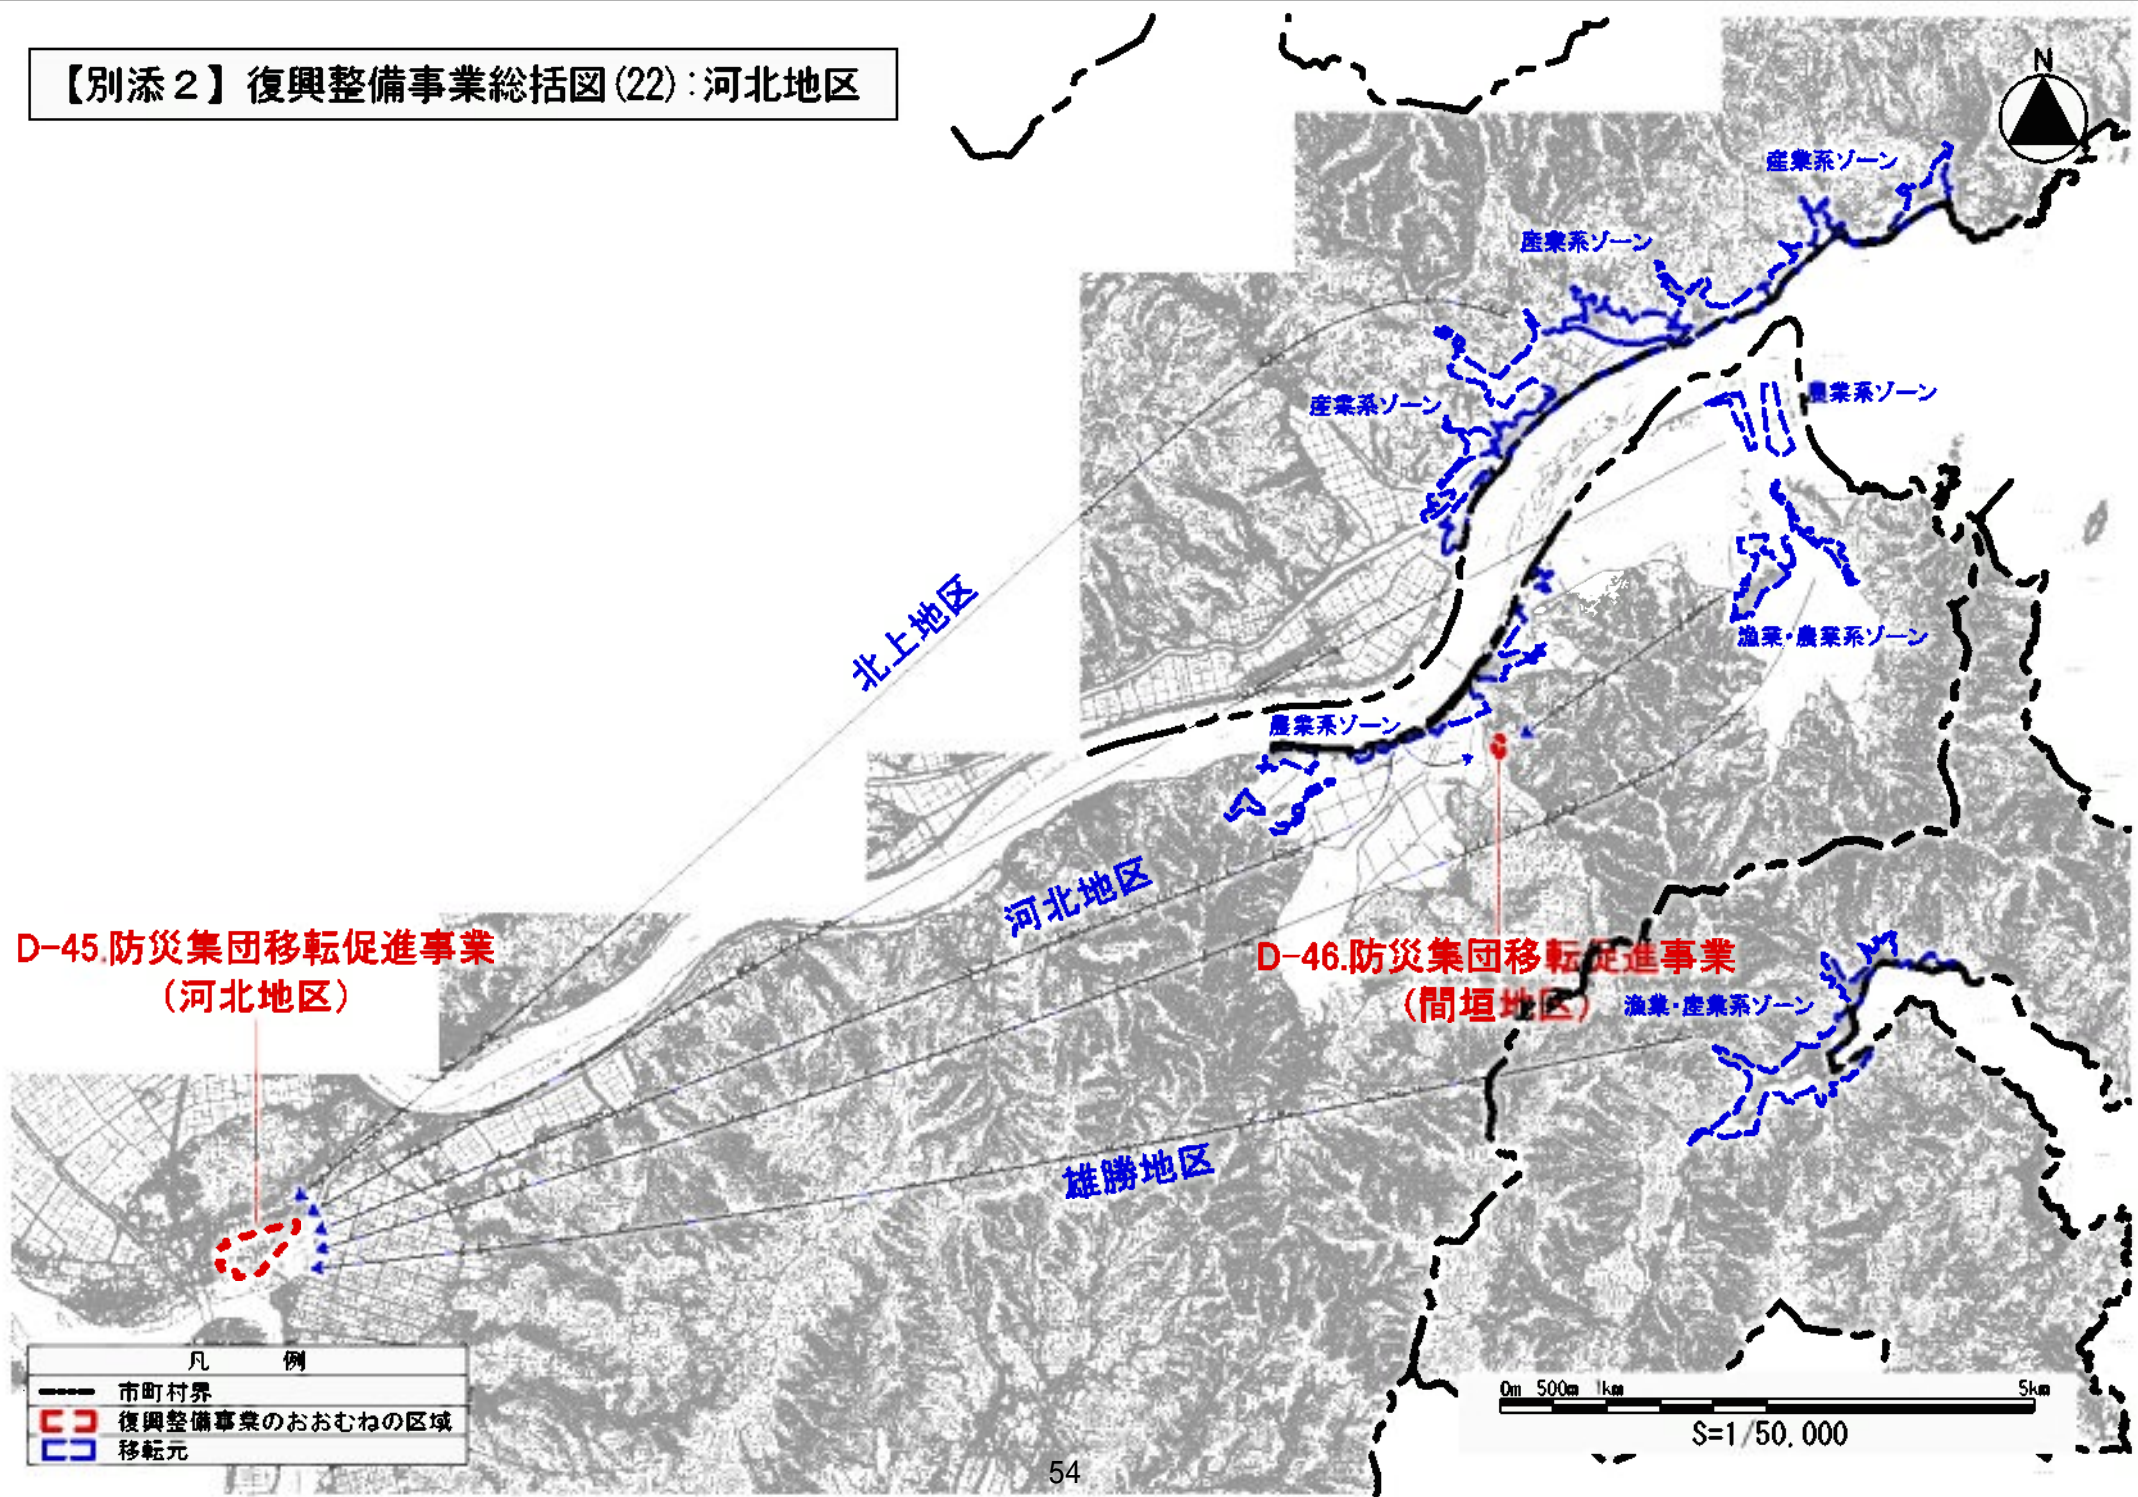 【別添２】復興整備事業総括図(22):河北地区
N
産業系ゾーン
産業系ゾーン
産業系ゾーン
農業系ゾーン
漁業・農業系ゾーン
北上地区
農業系ゾーン
河北地区
D-45.防災集団移転促進事業
(河北地区)
D-46.防災集団移転促進事業
(間垣地区)
漁業・産業系ゾーン
雄勝地区
凡 例
市町村界
復興整備事業のおおむねの区域
移転元
0m 500m 1km 5km
S=1/50,000
54